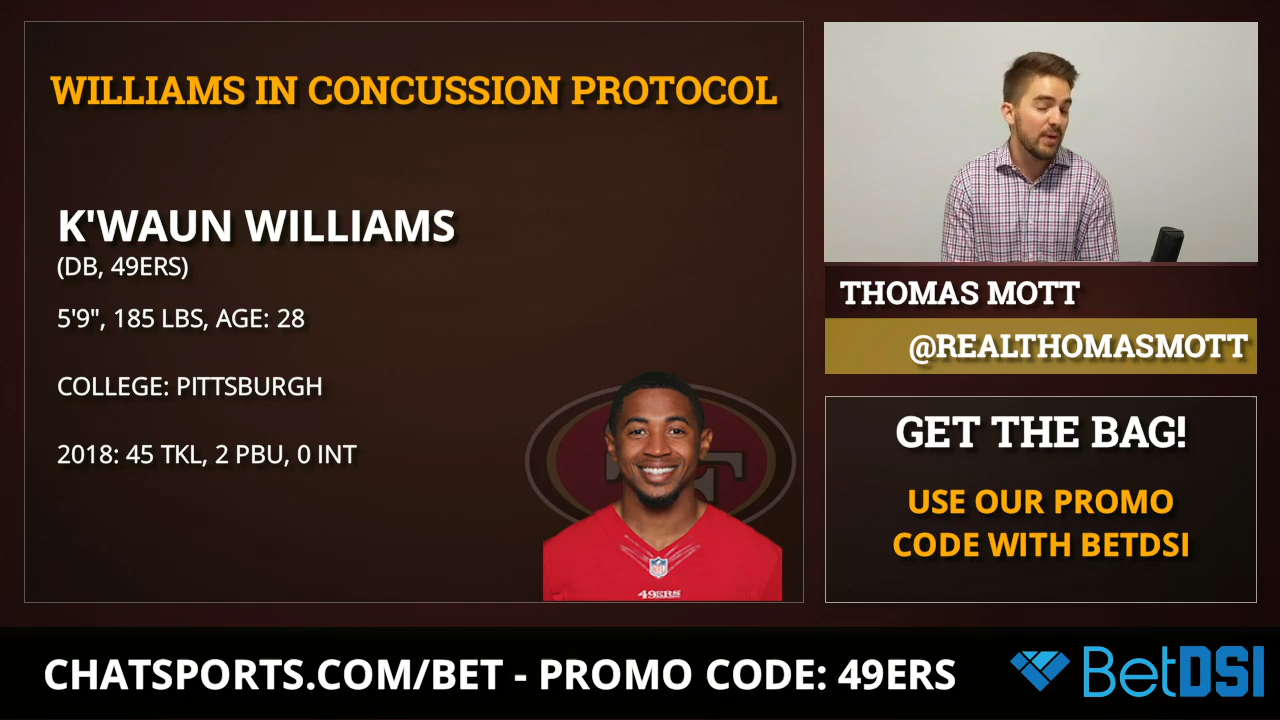 WILLIAMS IN CONCUSSION PROTOCOL
K'WAUN WILLIAMS
(DB, 49ERS)
5'9", 185 LBS, AGE: 28
COLLEGE: PITTSBURGH
2018: 45 TKL, 2 PBU, 0 INT
NFL
49ERS
THOMAS MOTT
@REALTHOMASMOTT
GET THE BAG!
USE OUR PROMO
CODE WITH BETDSI
CHATSPORTS.COM/BET - PROMO CODE: 49ERS
BetDSI